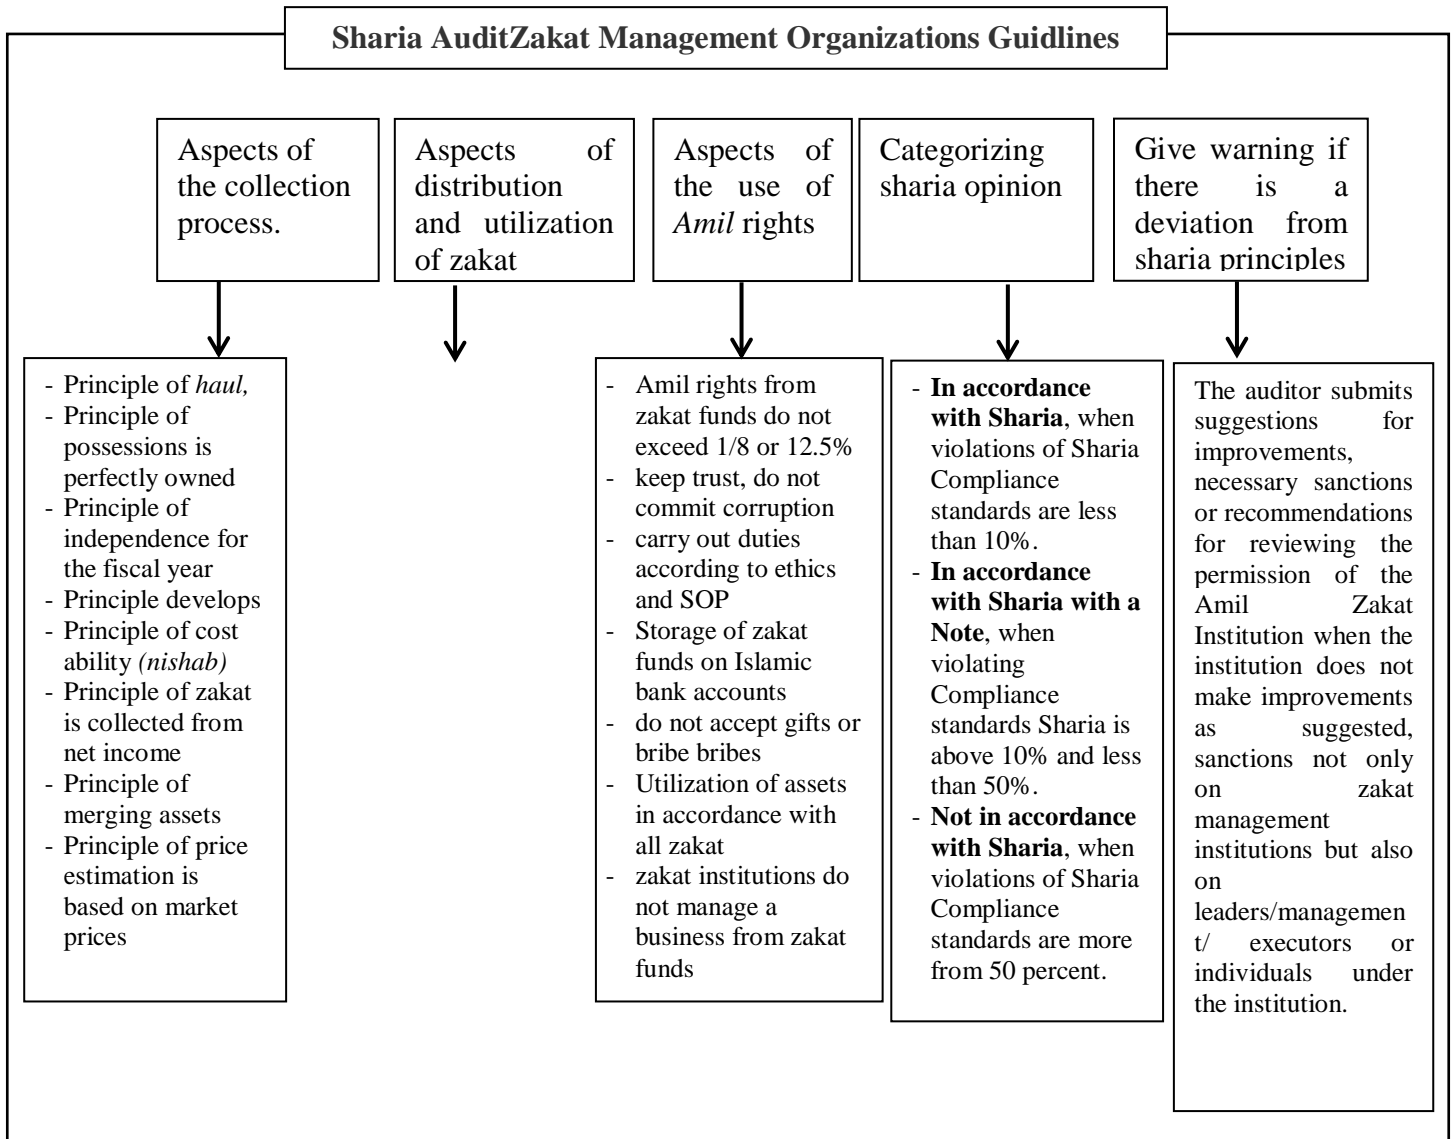 Sharia AuditZakat Management Organizations Guidlines
Aspects of
the collection
process.
Aspects of
distribution
and utilization
of zakat
Aspects of
the use of
Amil rights
Categorizing
sharia opinion
Give warning if
there is a
deviation from
sharia principles
- Principle of haul,
- Principle of
possessions is
perfectly owned
- Principle of
independence for
the fiscal year
- Principle develops
- Principle of cost
ability (nishab)
- Principle of zakat
is collected from
net income
- Principle of
merging assets
- Principle of price
estimation is
based on market
prices
- Amil rights from
zakat funds do not
exceed 1/8 or 12.5%
- keep trust, do not
commit corruption
- carry out duties
according to ethics
and SOP
- Storage of zakat
funds on Islamic
bank accounts
- do not accept gifts or
bribe bribes
- Utilization of assets
in accordance with
all zakat
- zakat institutions do
not manage a
business from zakat
funds
- In accordance
with Sharia, when
violations of Sharia
Compliance
standards are less
than 10%.
- In accordance
with Sharia with a
Note, when
violating
Compliance
standards Sharia is
above 10% and less
than 50%.
- Not in accordance
with Sharia, when
violations of Sharia
Compliance
standards are more
from 50 percent.
The auditor submits
suggestions for
improvements,
necessary sanctions
or recommendations
for reviewing the
permission of the
Amil Zakat
Institution when the
institution does not
make improvements
as suggested,
sanctions not only
on zakat
management
institutions but also
on
leaders/managemen
t/ executors or
individuals under
the institution.